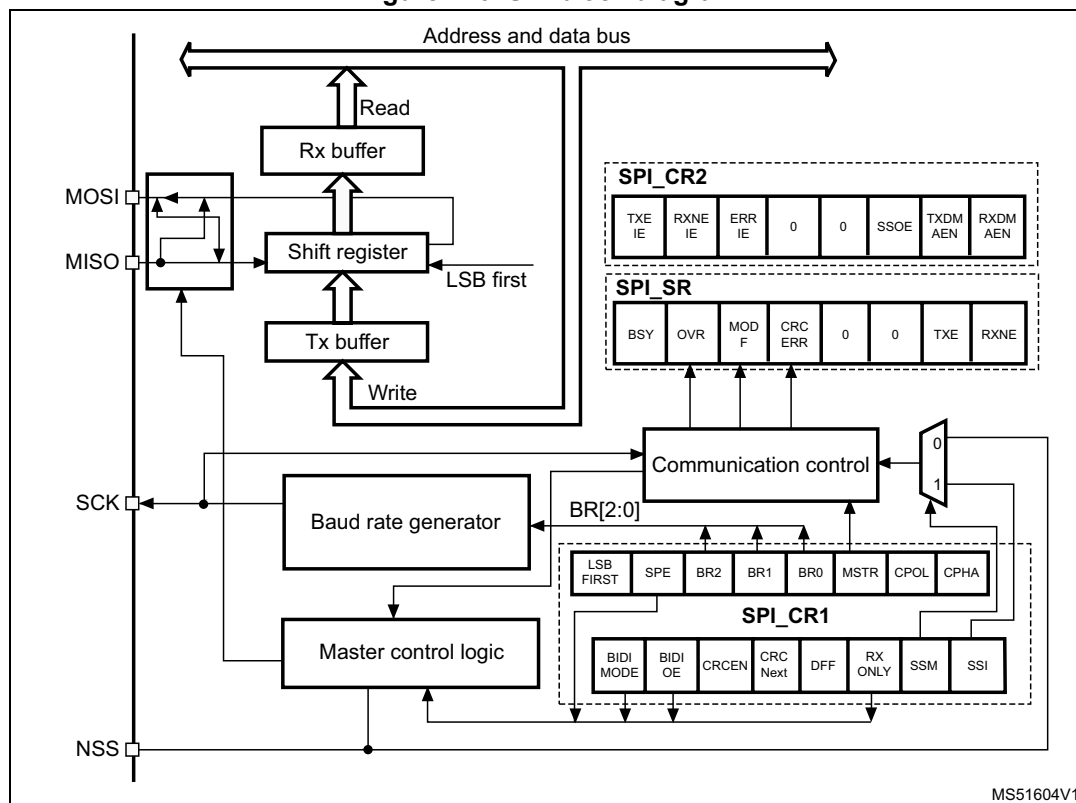 Address and data bus
Read
Rx buffer
MOSI
SPI_CR2
TXE
IE
RXNE
IE
ERR
IE
0
0
SSOE
TXDM
AEN
RXDM
AEN
Shift register
MISO
LSB first
SPI_SR
BSY
OVR
MOD
F
CRC
ERR
0
0
TXE
RXNE
Tx buffer
Write
Communication control
0
1
SCK
Baud rate generator
BR[2:0]
LSB
FIRST
SPE
BR2
BR1
BR0
MSTR
CPOL
CPHA
SPI_CR1
Master control logic
BIDI
MODE
BIDI
OE
CRCEN
CRC
Next
DFF
RX
ONLY
SSM
SSI
NSS
MS51604V1